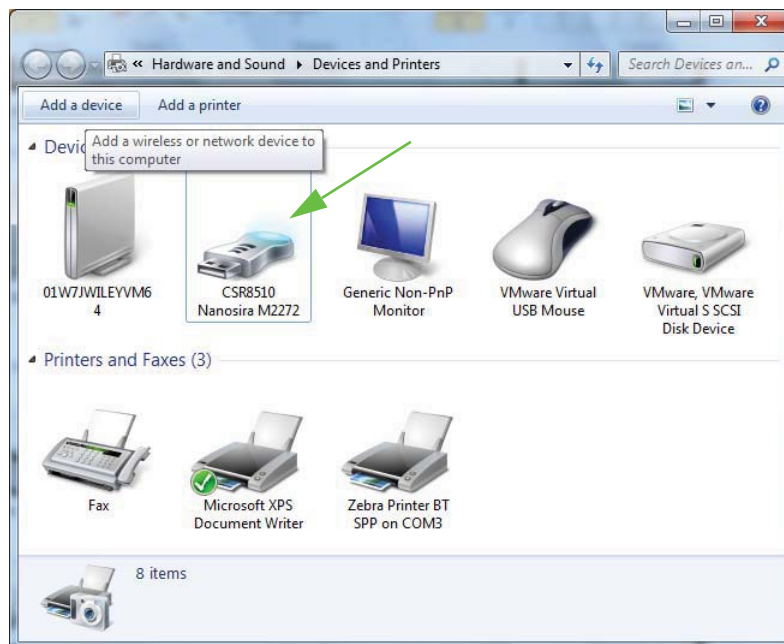 « Hardware and Sound ▸ Devices and Printers
Search Devices an...
Add a device
Add a printer
Add a wireless or network device to
this computer
Devic
01W7JWILEYVM6
4
CSR8510
Nanosira M2272
Generic Non-PnP
Monitor
VMware Virtual
USB Mouse
VMware, VMware
Virtual S SCSI
Disk Device
Printers and Faxes (3)
Fax
Microsoft XPS
Document Writer
Zebra Printer BT
SPP on COM3
8 items